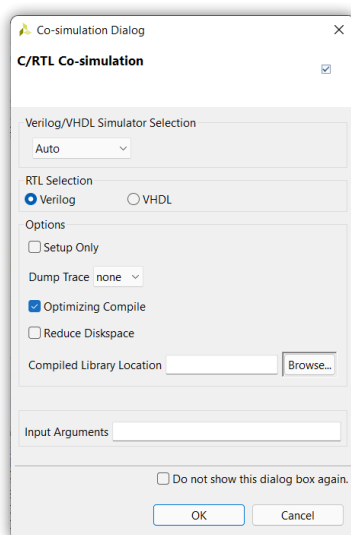 Co-simulation Dialog
C/RTL Co-simulation
Verilog/VHDL Simulator Selection
Auto
RTL Selection
Verilog VHDL
Options
Setup Only
Dump Trace none
Optimizing Compile
Reduce Diskspace
Compiled Library Location Browse...
Input Arguments
Do not show this dialog box again.
OK Cancel